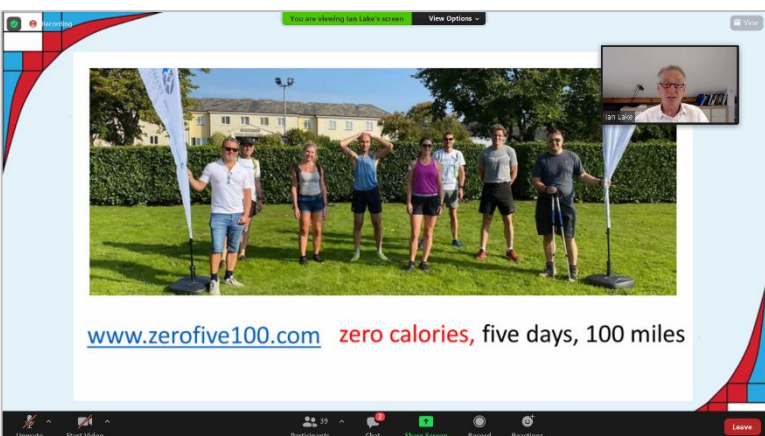 Recording
You are viewing Ian Lake's screen View Options
View
Ian Lake
www.zerofive100.com zero calories, five days, 100 miles
39
2
Unmute Start Video Participants Chat Share Screen Record Reactions
Leave